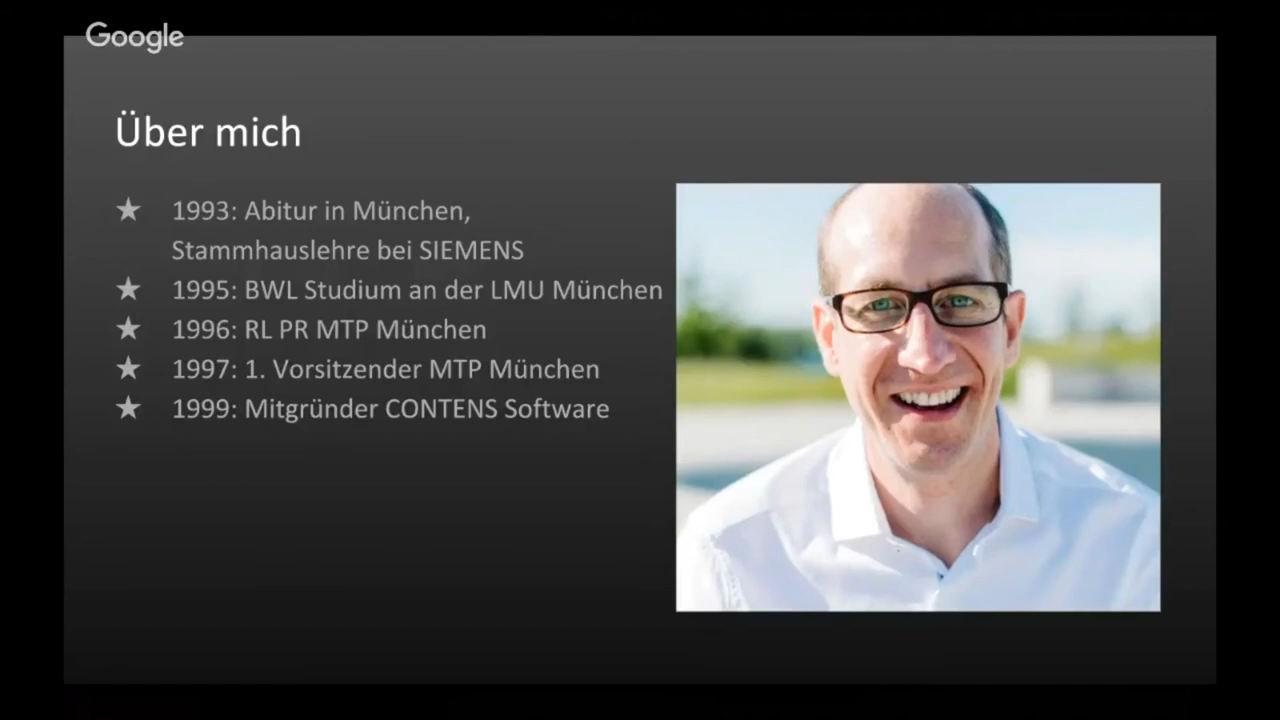 Google
Über mich
★ 1993: Abitur in München,
Stammhauslehre bei SIEMENS
★ 1995: BWL Studium an der LMU München
★ 1996: RL PR MTP München
★ 1997: 1. Vorsitzender MTP München
★ 1999: Mitgründer CONTENS Software